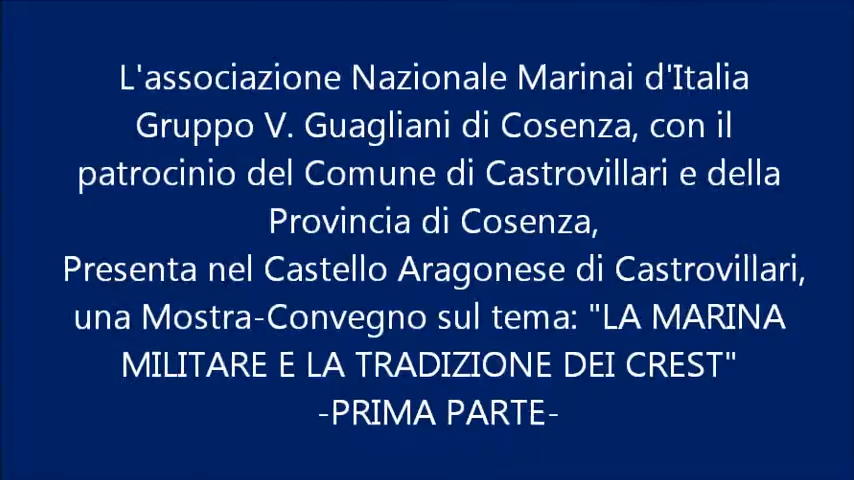 L'associazione Nazionale Marinai d'Italia
Gruppo V. Guagliani di Cosenza, con il
patrocinio del Comune di Castrovillari e della
Provincia di Cosenza,
Presenta nel Castello Aragonese di Castrovillari,
una Mostra-Convegno sul tema: "LA MARINA
MILITARE E LA TRADIZIONE DEI CREST"
-PRIMA PARTE-